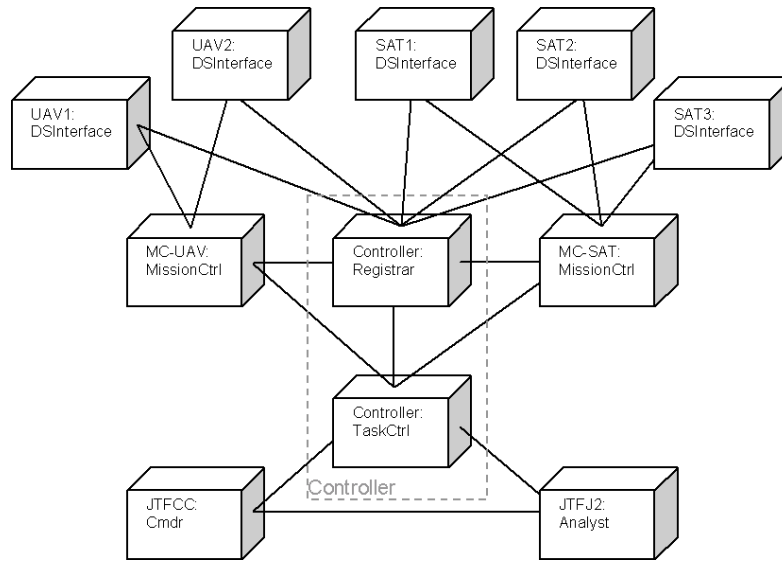 UAV2:
DSInterface
SAT1:
DSInterface
SAT2:
DSInterface
UAV1:
DSInterface
SAT3:
DSInterface
MC-UAV:
MissionCtrl
Controller:
Registrar
MC-SAT:
MissionCtrl
Controller:
TaskCtrl
Controller
JTFCC:
Cmdr
JTFJ2:
Analyst